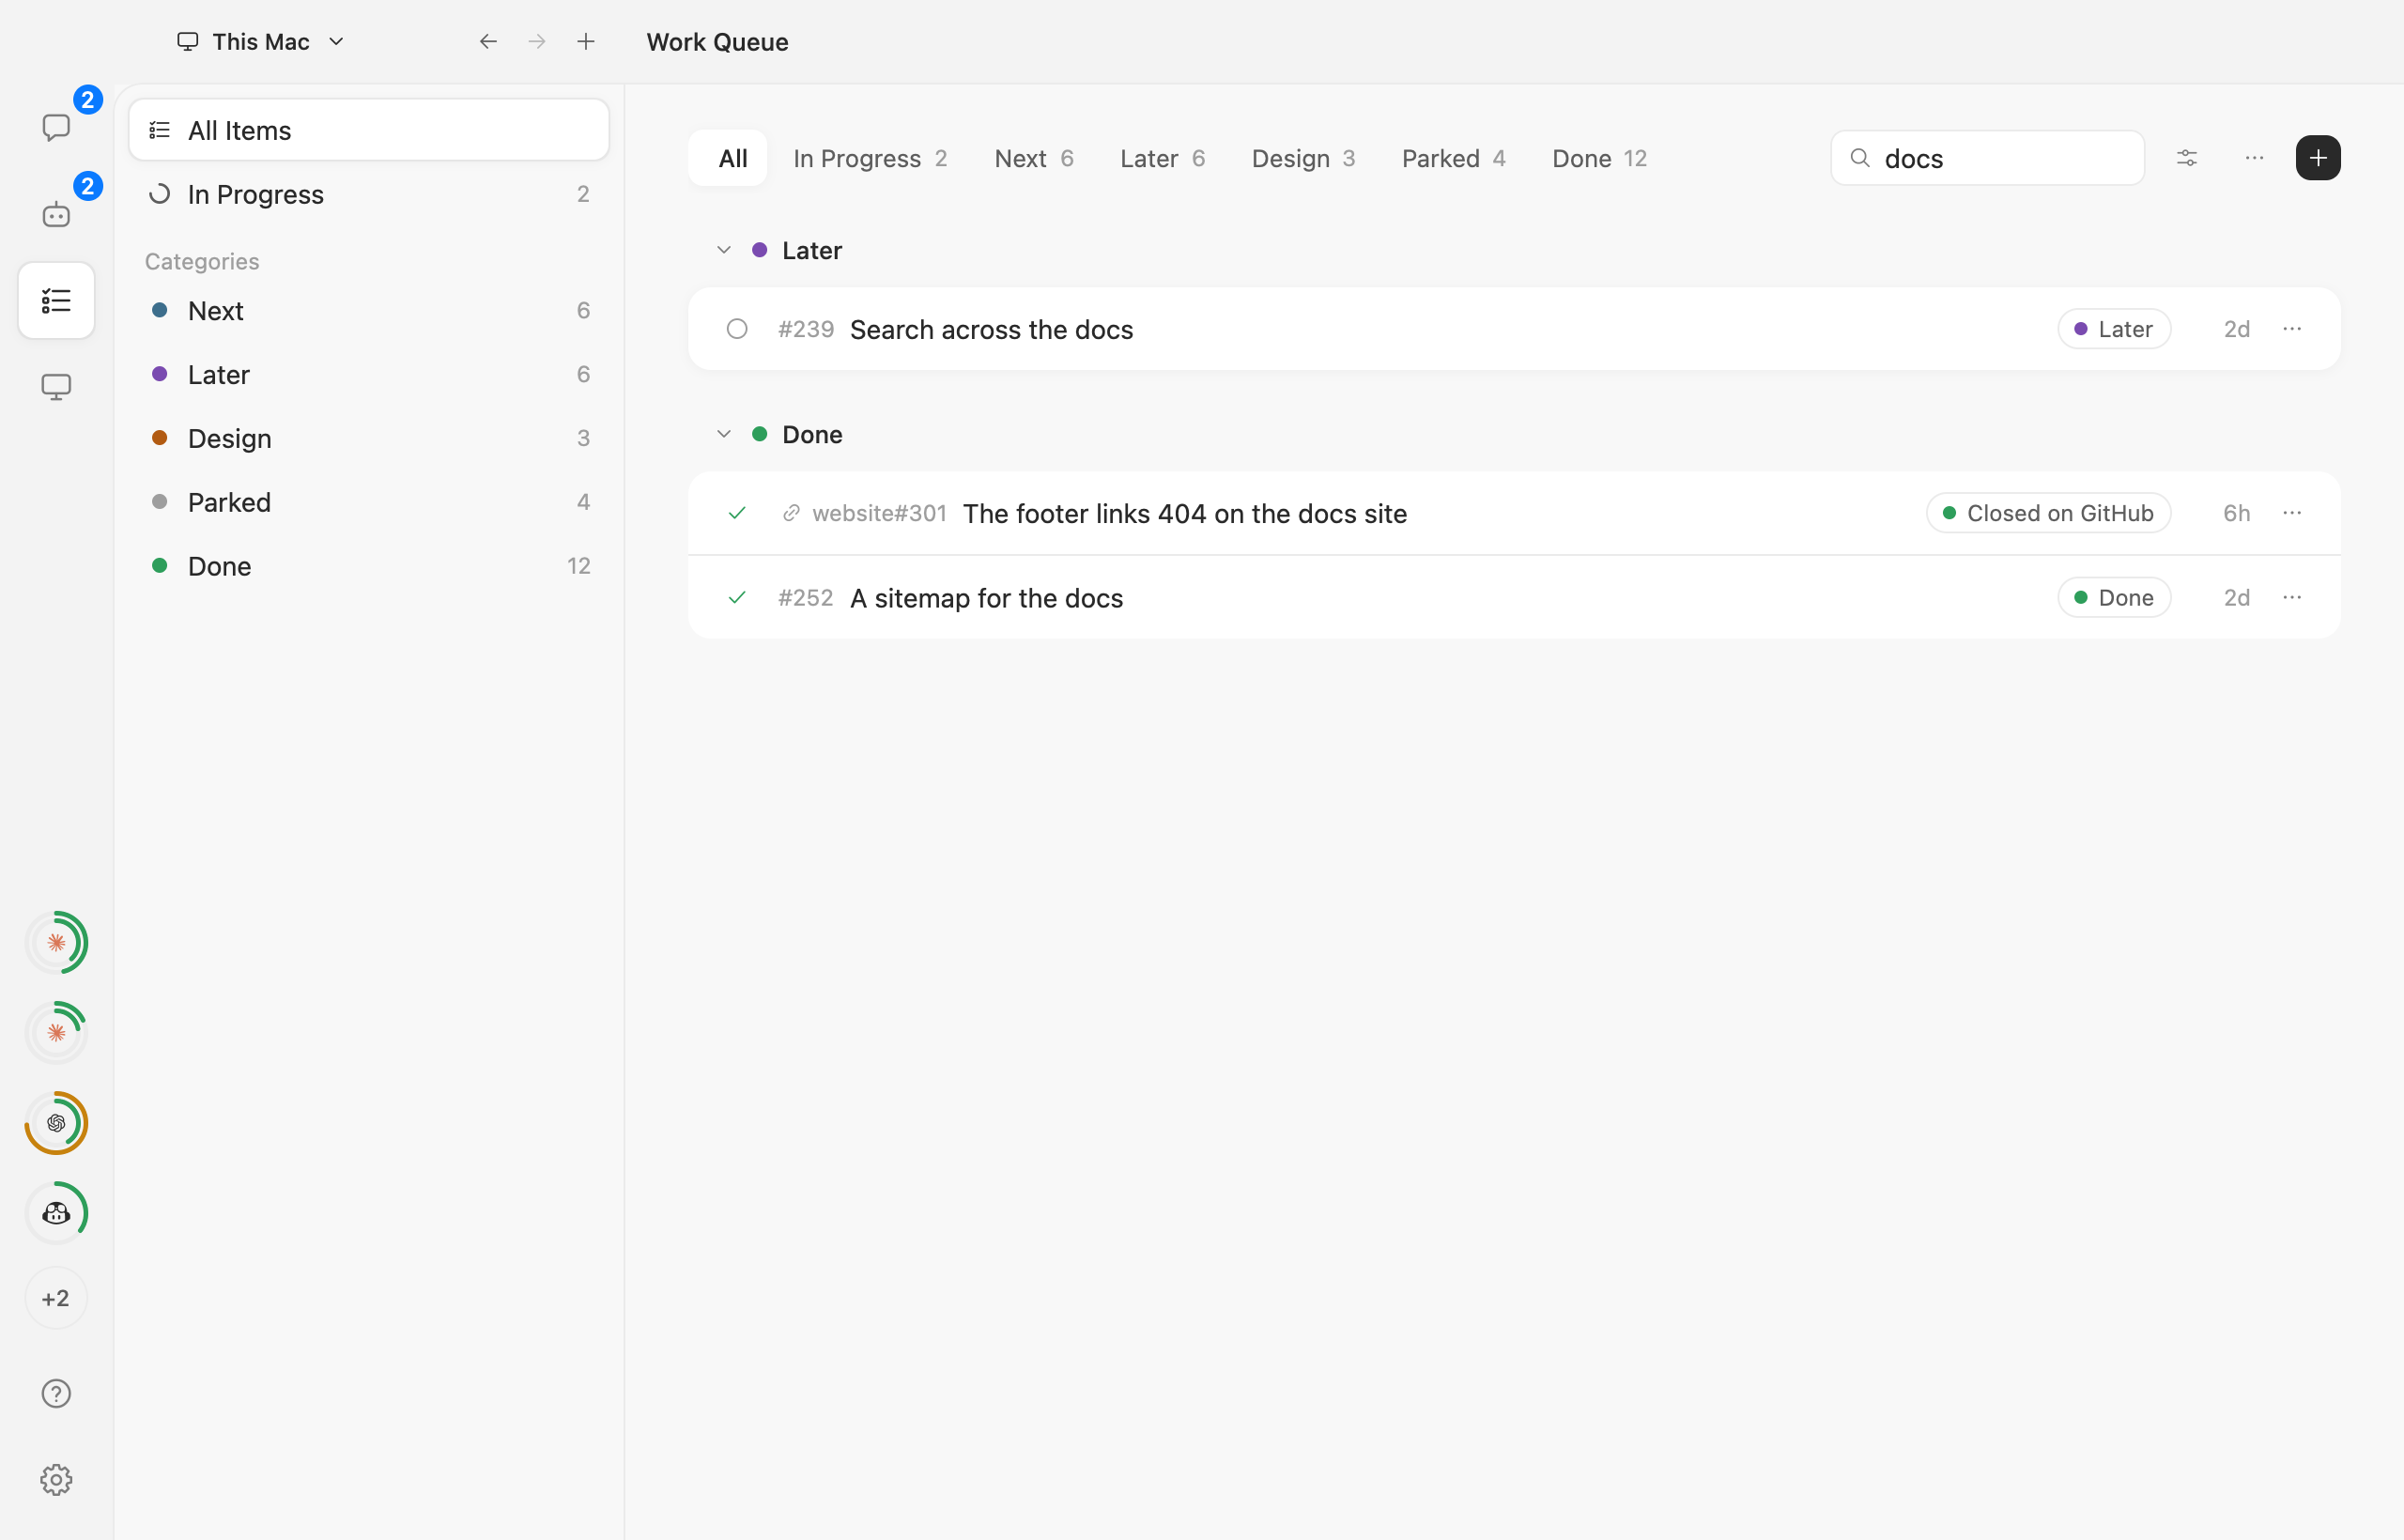 This Mac
Work Queue
2
2
All Items
In Progress 2
Categories
Next 6
Later 6
Design 3
Parked 4
Done 12
+2
All In Progress 2 Next 6 Later 6 Design 3 Parked 4 Done 12
docs
Later
#239 Search across the docs Later 2d
Done
website#301 The footer links 404 on the docs site Closed on GitHub 6h
#252 A sitemap for the docs Done 2d